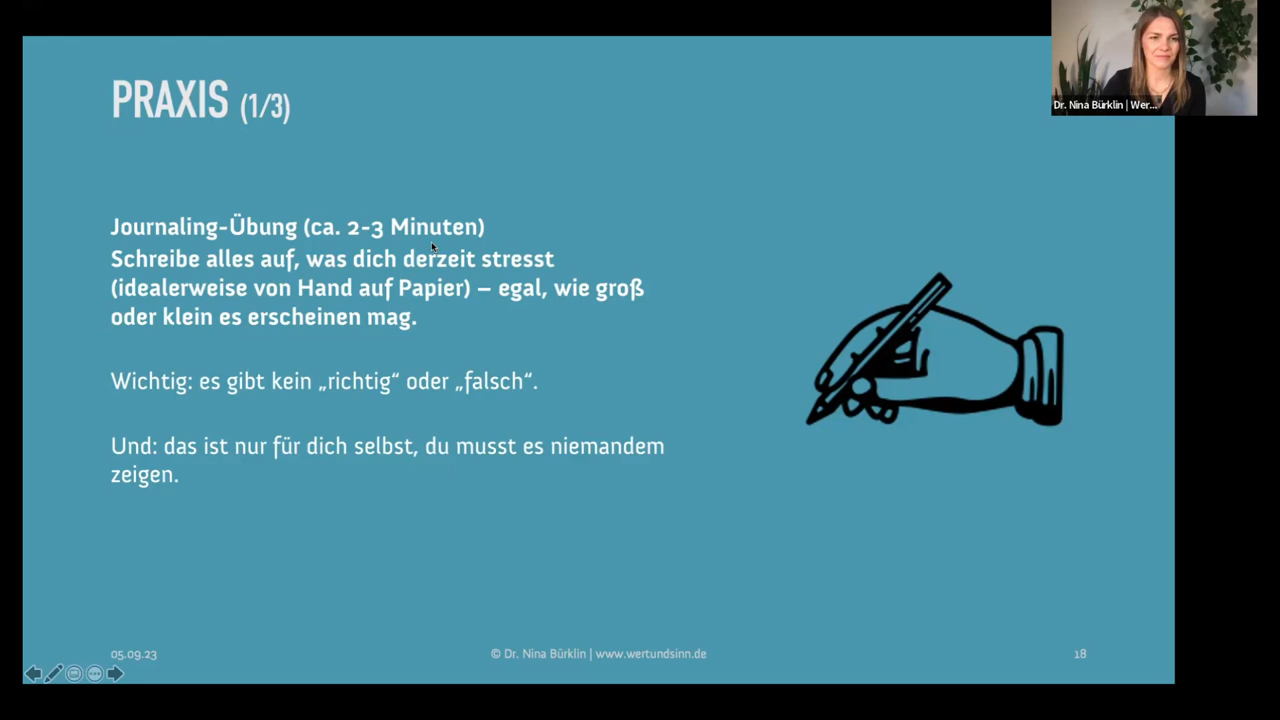 Dr. Nina Bürklin | Wer...
PRAXIS (1/3)
Journaling-Übung (ca. 2-3 Minuten)
Schreibe alles auf, was dich derzeit stresst
(idealerweise von Hand auf Papier) – egal, wie groß
oder klein es erscheinen mag.
Wichtig: es gibt kein „richtig“ oder „falsch“.
Und: das ist nur für dich selbst, du musst es niemandem
zeigen.
05.09.23
© Dr. Nina Bürklin | www.wertundsinn.de
18